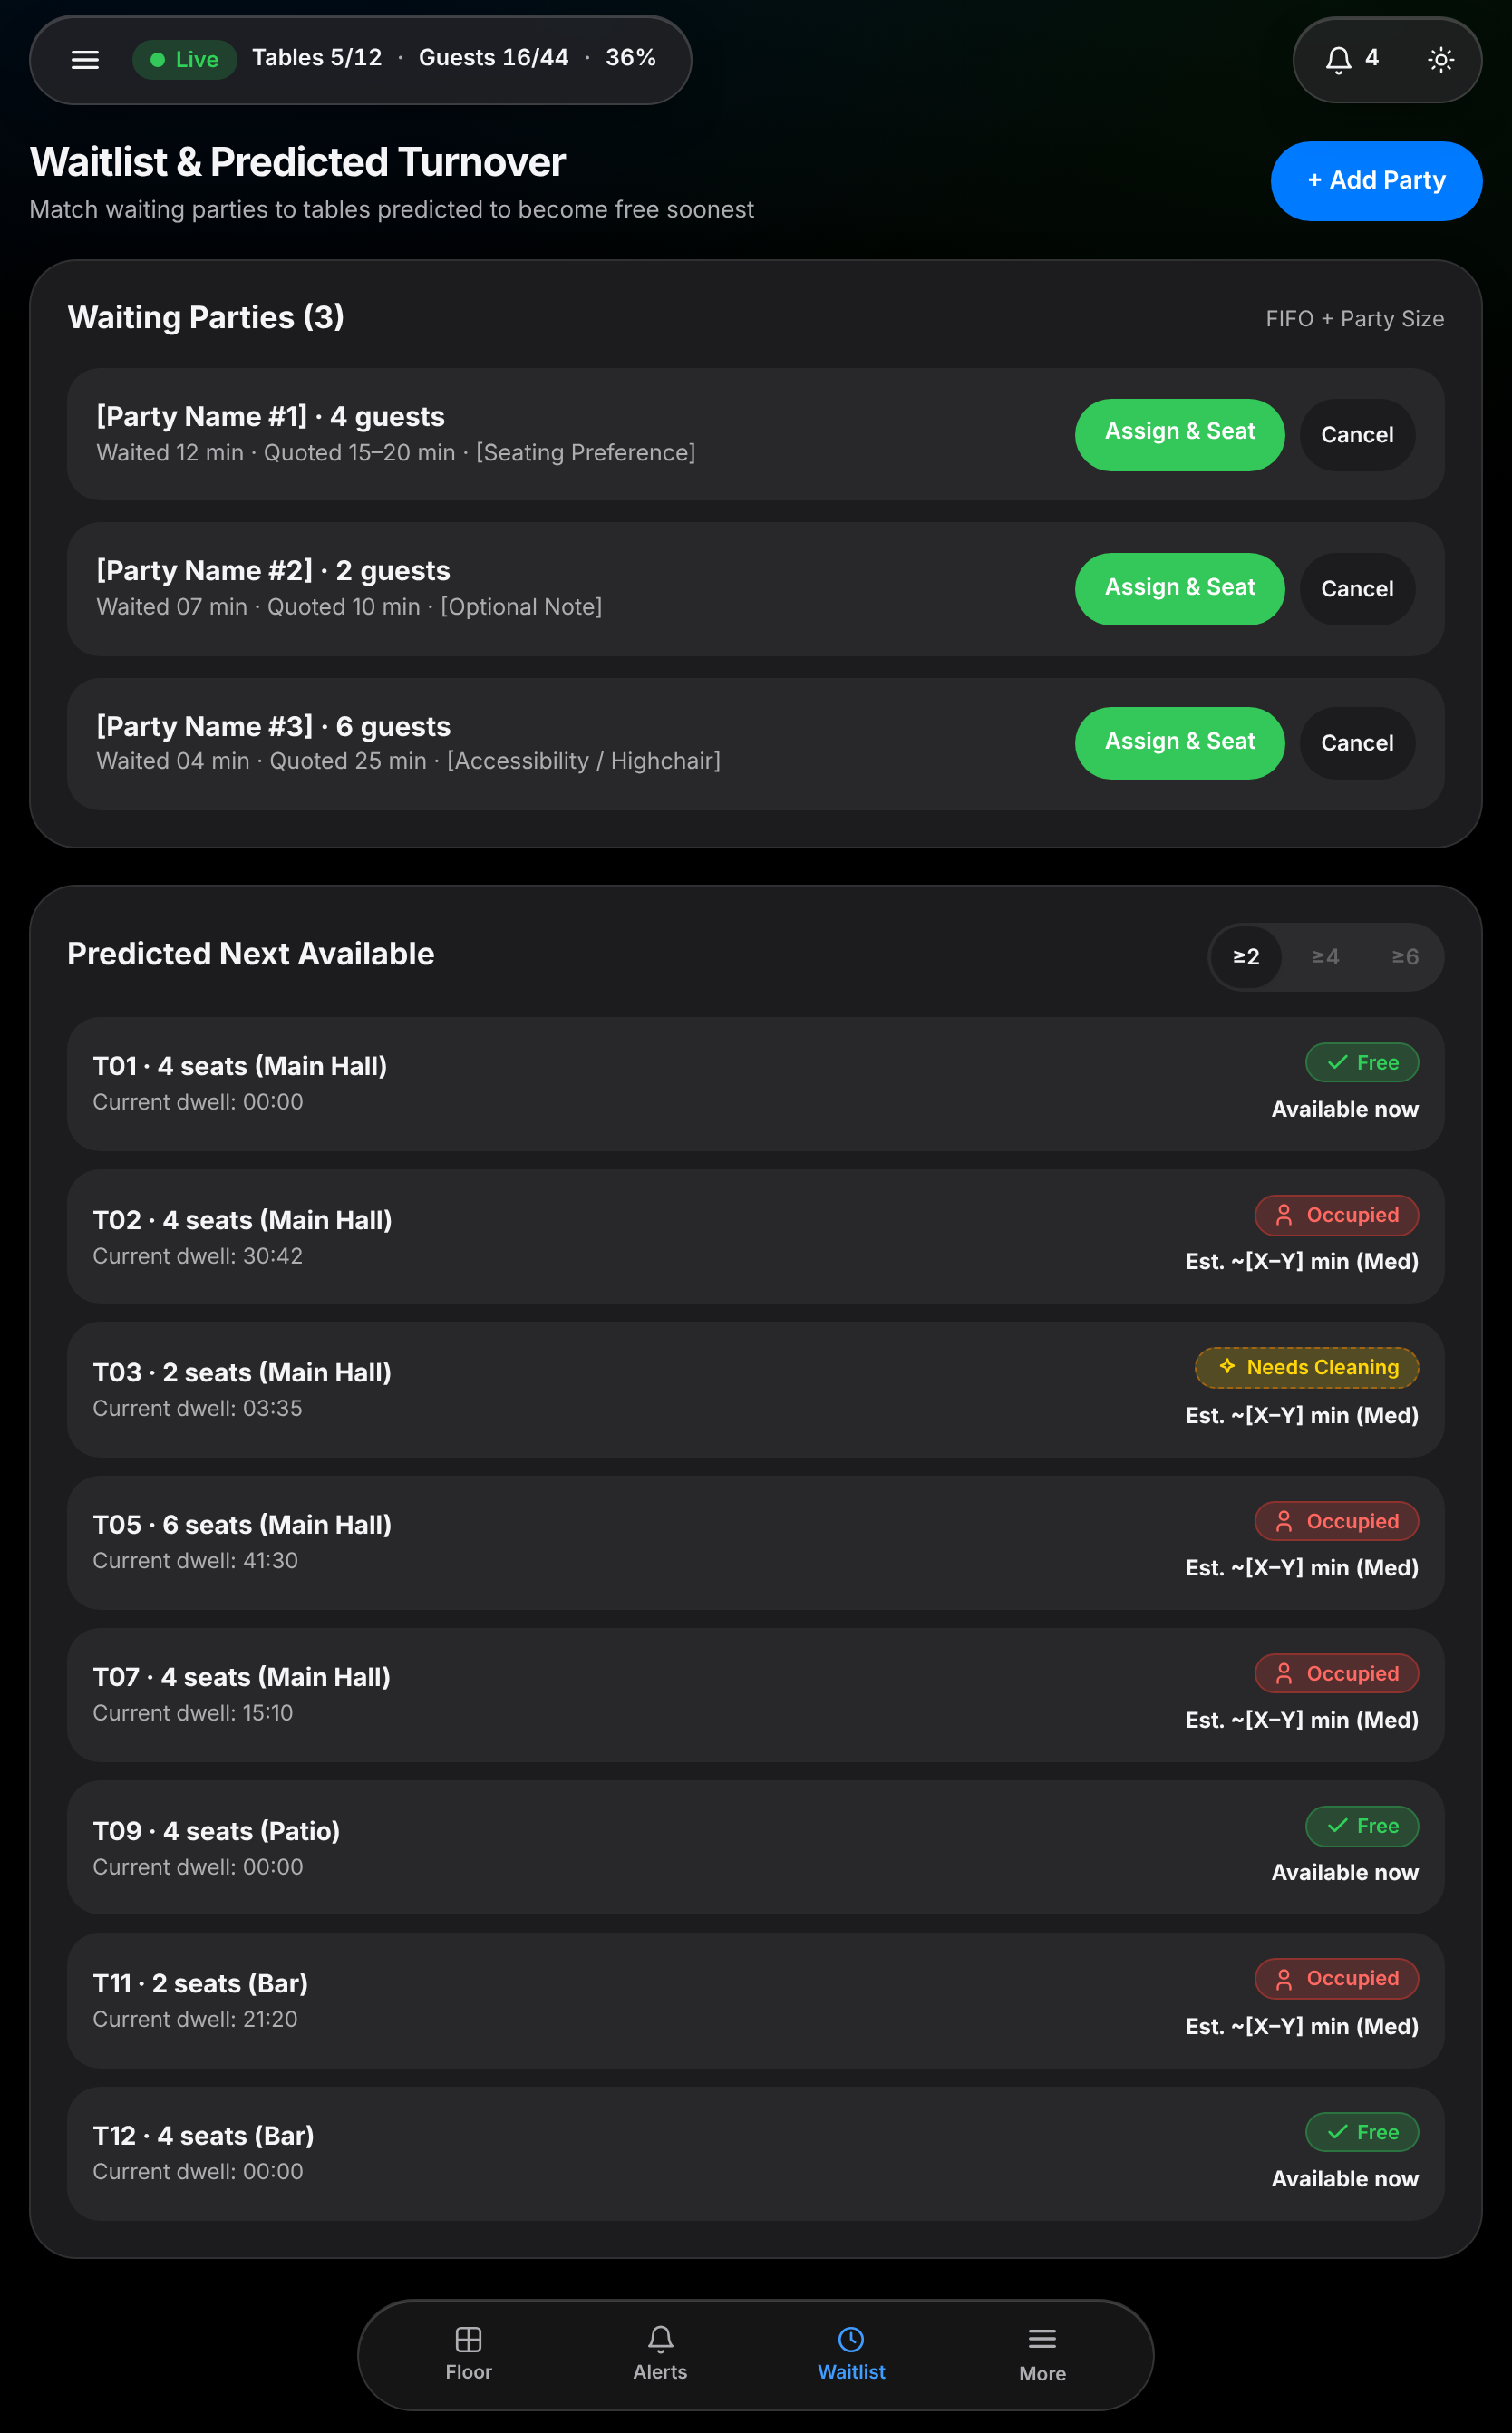 Live Tables 5/12 · Guests 16/44 · 36%
4
Waitlist & Predicted Turnover
+ Add Party
Match waiting parties to tables predicted to become free soonest
Waiting Parties (3)
FIFO + Party Size
[Party Name #1] · 4 guests
Waited 12 min · Quoted 15–20 min · [Seating Preference]
Assign & Seat
Cancel
[Party Name #2] · 2 guests
Waited 07 min · Quoted 10 min · [Optional Note]
Assign & Seat
Cancel
[Party Name #3] · 6 guests
Waited 04 min · Quoted 25 min · [Accessibility / Highchair]
Assign & Seat
Cancel
Predicted Next Available
≥2 ≥4 ≥6
T01 · 4 seats (Main Hall)
Current dwell: 00:00
Free
Available now
T02 · 4 seats (Main Hall)
Current dwell: 30:42
Occupied
Est. ~[X–Y] min (Med)
T03 · 2 seats (Main Hall)
Current dwell: 03:35
Needs Cleaning
Est. ~[X–Y] min (Med)
T05 · 6 seats (Main Hall)
Current dwell: 41:30
Occupied
Est. ~[X–Y] min (Med)
T07 · 4 seats (Main Hall)
Current dwell: 15:10
Occupied
Est. ~[X–Y] min (Med)
T09 · 4 seats (Patio)
Current dwell: 00:00
Free
Available now
T11 · 2 seats (Bar)
Current dwell: 21:20
Occupied
Est. ~[X–Y] min (Med)
T12 · 4 seats (Bar)
Current dwell: 00:00
Free
Available now
Floor
Alerts
Waitlist
More